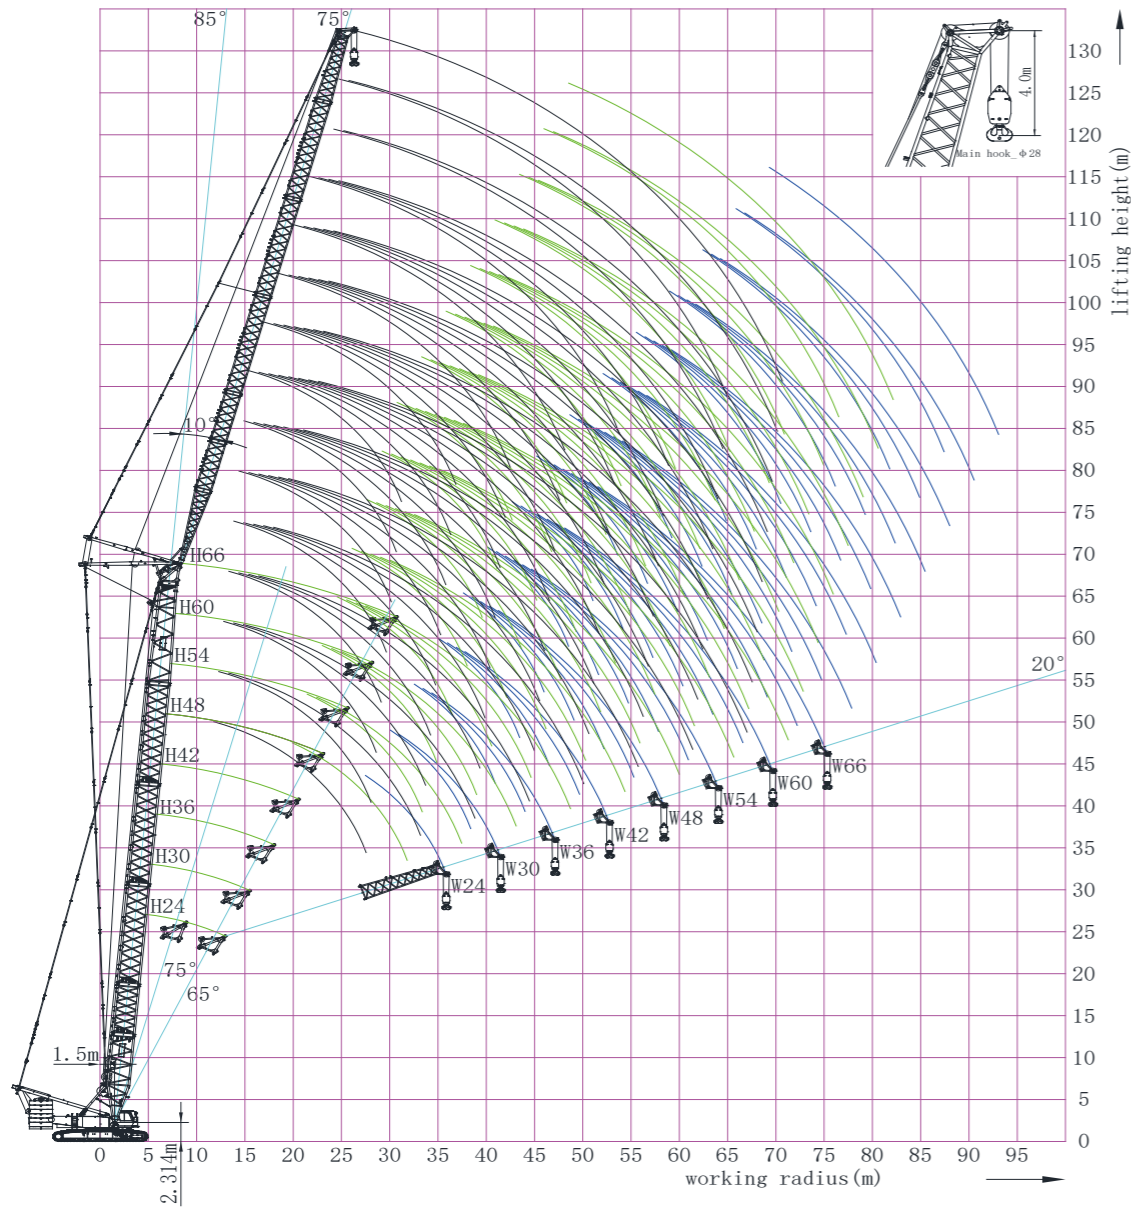 85°
75°
130
125
120
115
110
105
100
95
90
85
80
75
70
65
60
55
50
45
40
35
30
25
20
15
10
5
0
lifting height(m)
4.0m
Main hook_φ28
10°
H66
H60
H54
H48
H42
H36
H30
H24
20°
W66
W60
W54
W48
W42
W36
W30
W24
75°
65°
1.5m
2.314m
0 5 10 15 20 25 30 35 40 45 50 55 60 65 70 75 80 85 90 95
working radius(m)